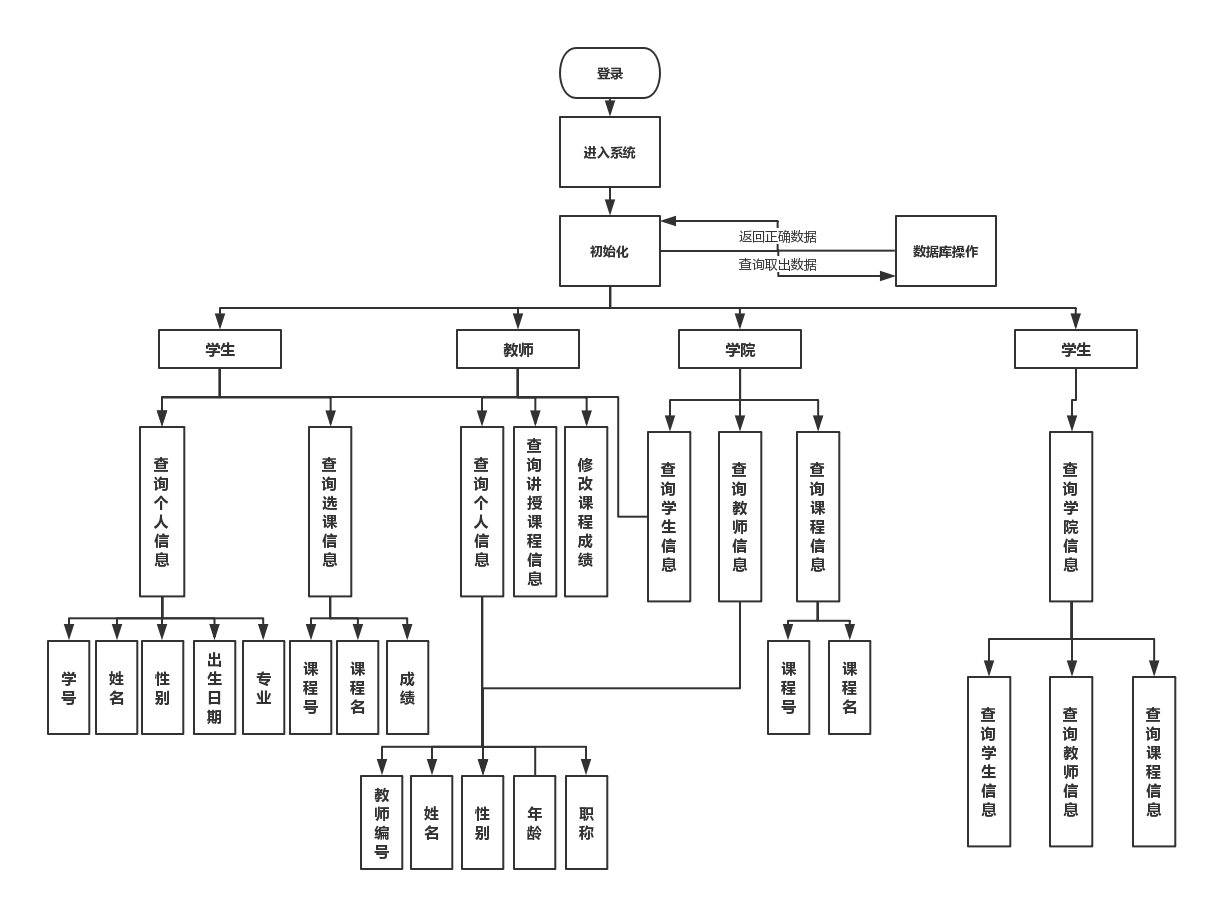 登录
进入系统
初始化
返回正确数据
查询取出数据
数据库操作
学生
教师
学院
学生
查询个人信息
查询选课信息
查询个人信息
查询讲授课程信息
修改课程成绩
查询学生信息
查询教师信息
查询课程信息
查询学院信息
学号
姓名
性别
出生日期
专业
课程号
课程名
成绩
课程号
课程名
查询学生信息
查询教师信息
查询课程信息
教师编号
姓名
性别
年龄
职称